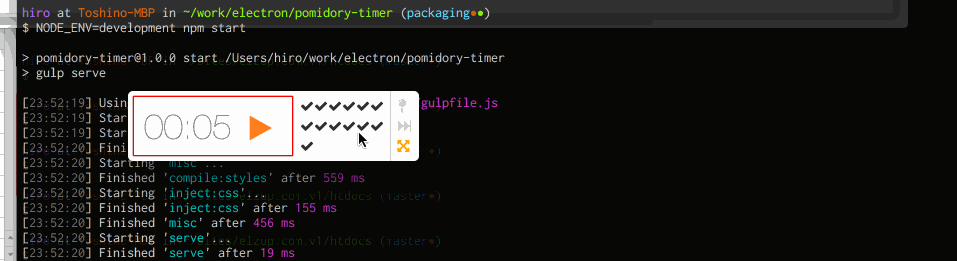 hiro at Toshino-MBP in ~/work/electron/pomidory-timer (packaging●●)
$ NODE_ENV=development npm start
> pomidory-timer@1.0.0 start /Users/hiro/work/electron/pomidory-timer
> gulp serve
[23:52:19] Usin gulpfile.js
[23:52:19] Star
[23:52:19] Star
[23:52:20] Fini
[23:52:20] Starting 'misc'...
[23:52:20] Finished 'compile:styles' after 559 ms
[23:52:20] Starting 'inject:css'...
[23:52:20] Finished 'inject:css' after 155 ms
[23:52:20] Finished 'misc' after 456 ms
[23:52:20] Starting 'serve'...
[23:52:20] Finished 'serve' after 19 ms
00:05